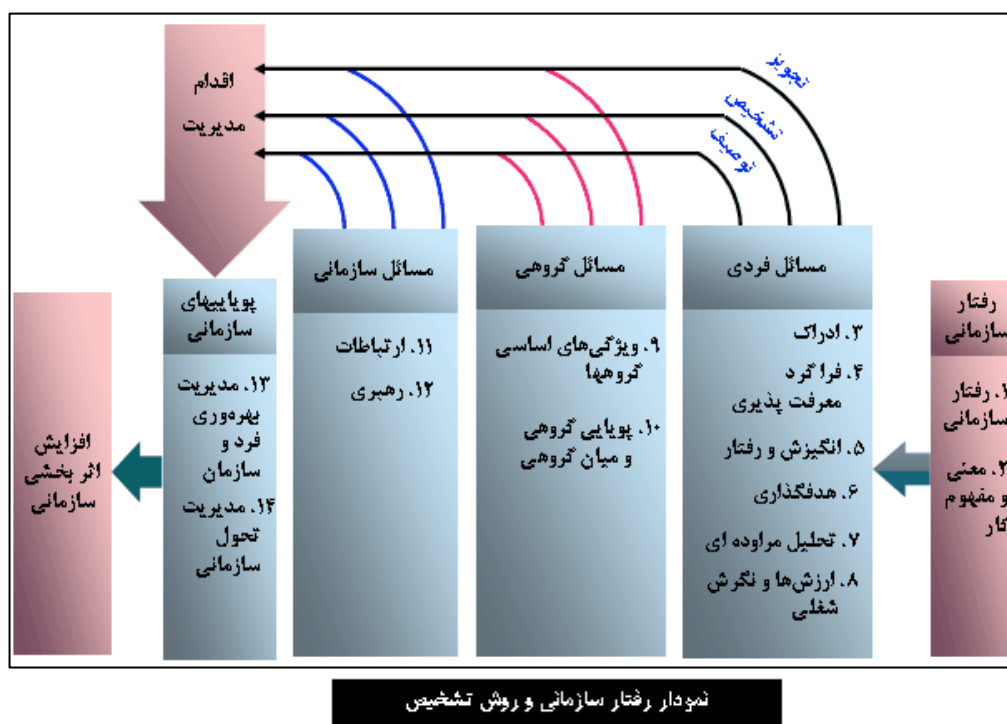 تجویز
تشخیص
توصیف
اقدام
مدیریت
رفتار
سازمانی
۱. رفتار
سازمانی
۲. معنی
و مفهوم
کار
مسائل فردی
۳. ادراک
۴. فراگرد
معرفت پذیری
۵. انگیزش و رفتار
۶. هدفگذاری
۷. تحلیل مراوده ای
۸. ارزش‌ها و نگرش
شغلی
مسائل گروهی
۹. ویژگی‌های اساسی
گروهها
۱۰. پویایی گروهی
و میان گروهی
مسائل سازمانی
۱۱. ارتباطات
۱۲. رهبری
پویاییهای
سازمانی
۱۳. مدیریت
بهره‌وری
فرد و
سازمان
۱۴. مدیریت
تحول
سازمانی
افزایش
اثر بخشی
سازمانی
نمودار رفتار سازمانی و روش تشخیص